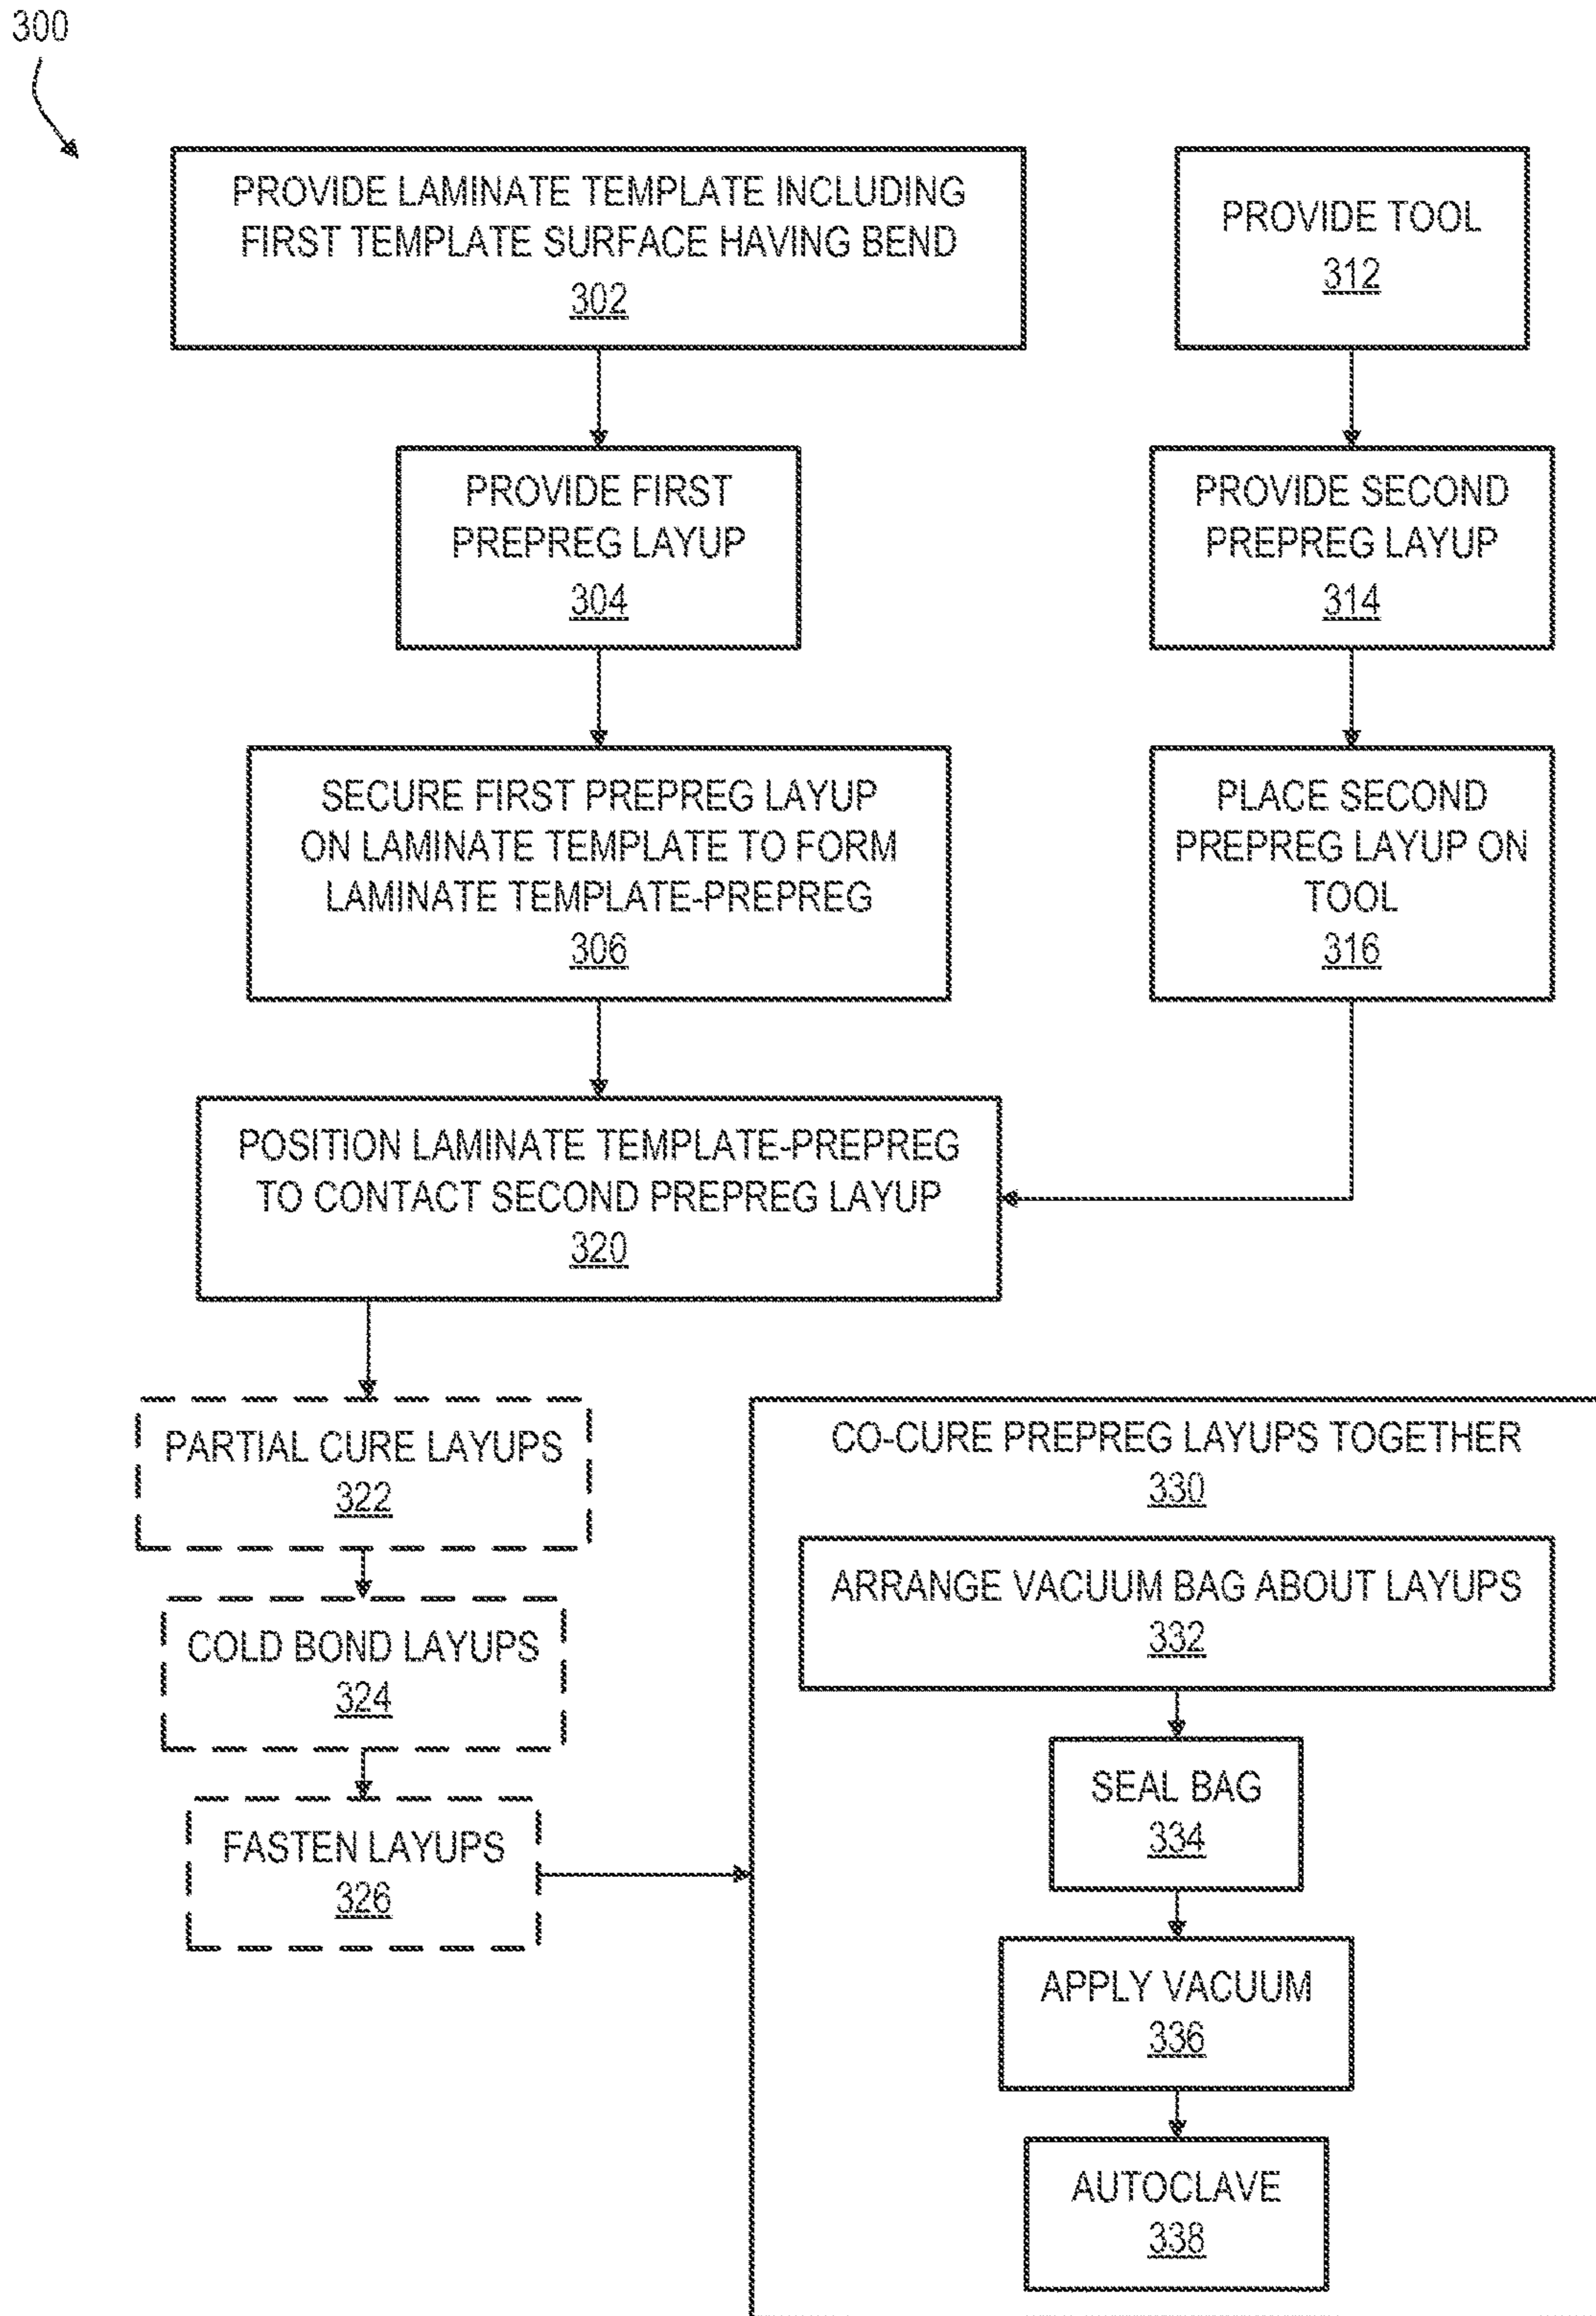 300
PROVIDE LAMINATE TEMPLATE INCLUDING
FIRST TEMPLATE SURFACE HAVING BEND
302
PROVIDE TOOL
312
PROVIDE FIRST
PREPREG LAYUP
304
PROVIDE SECOND
PREPREG LAYUP
314
SECURE FIRST PREPREG LAYUP
ON LAMINATE TEMPLATE TO FORM
LAMINATE TEMPLATE-PREPREG
306
PLACE SECOND
PREPREG LAYUP ON
TOOL
316
POSITION LAMINATE TEMPLATE-PREPREG
TO CONTACT SECOND PREPREG LAYUP
320
PARTIAL CURE LAYUPS
322
COLD BOND LAYUPS
324
FASTEN LAYUPS
326
CO-CURE PREPREG LAYUPS TOGETHER
330
ARRANGE VACUUM BAG ABOUT LAYUPS
332
SEAL BAG
334
APPLY VACUUM
336
AUTOCLAVE
338